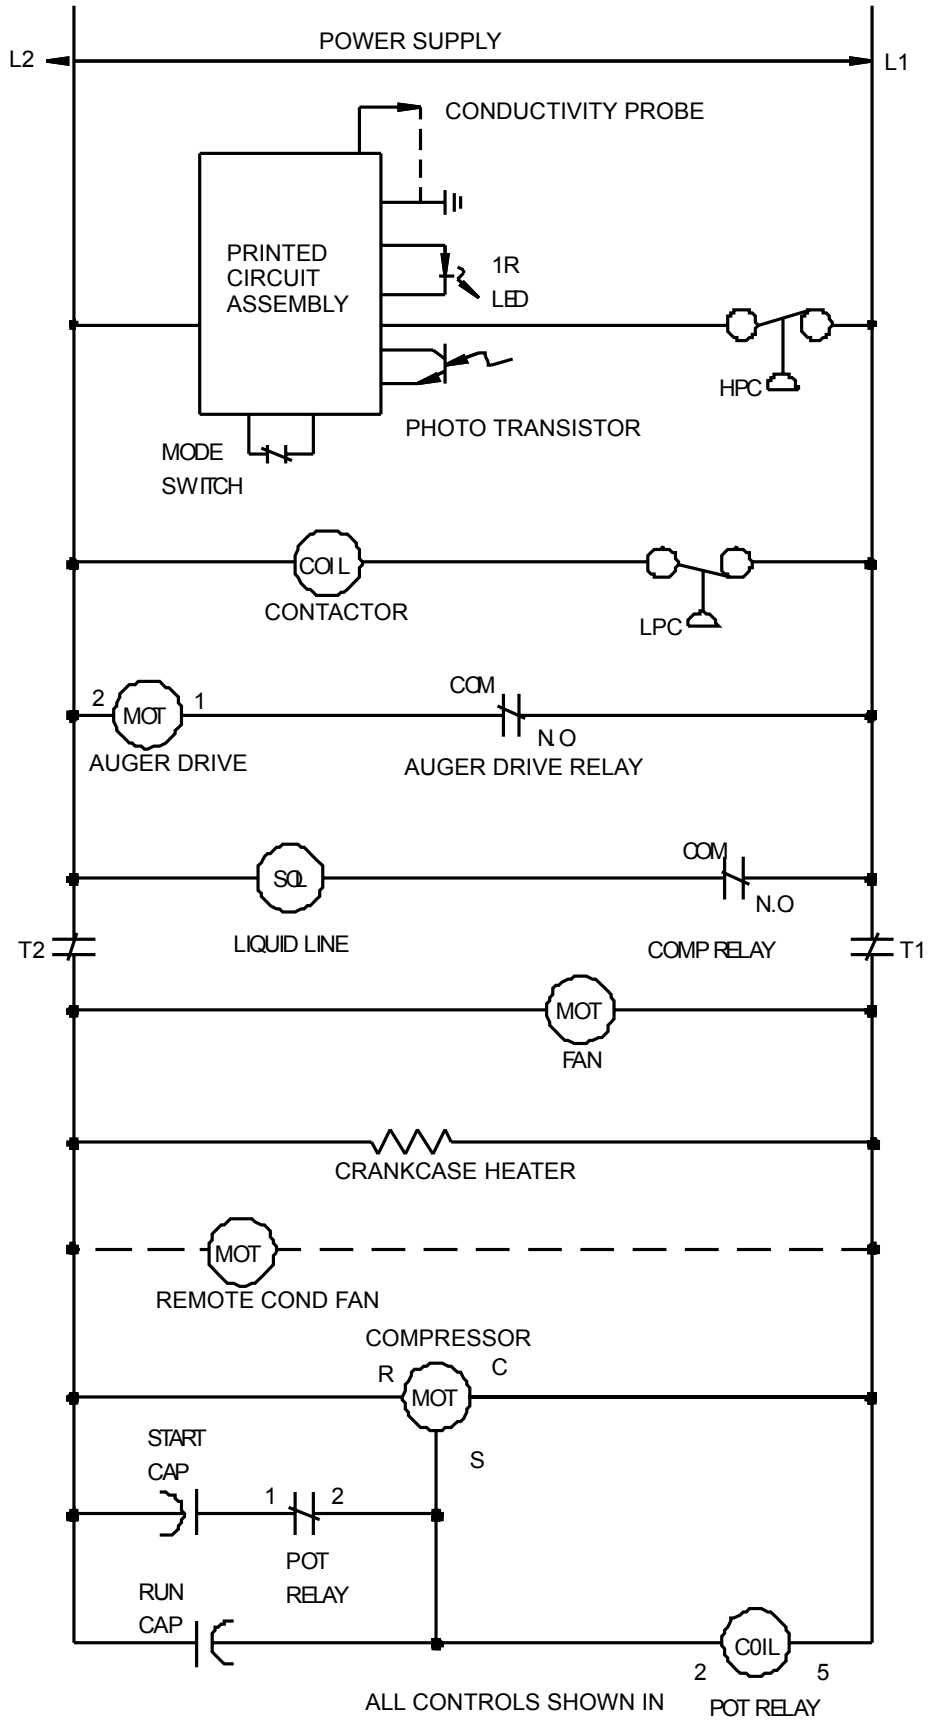 POWER SUPPLY
L2
L1
CONDUCTIVITY PROBE
PRINTED
CIRCUIT
ASSEMBLY
1R
LED
HPC
PHOTO TRANSISTOR
MODE
SWITCH
COIL
CONTACTOR
LPC
2
MOT
1
AUGER DRIVE
COM
N.O
AUGER DRIVE RELAY
SOL
LIQUID LINE
COM
N.O
COMP RELAY
T2
T1
MOT
FAN
CRANKCASE HEATER
MOT
REMOTE COND FAN
COMPRESSOR
R
MOT
C
S
START
CAP
1
2
POT
RELAY
RUN
CAP
C0IL
2
5
POT RELAY
ALL CONTROLS SHOWN IN